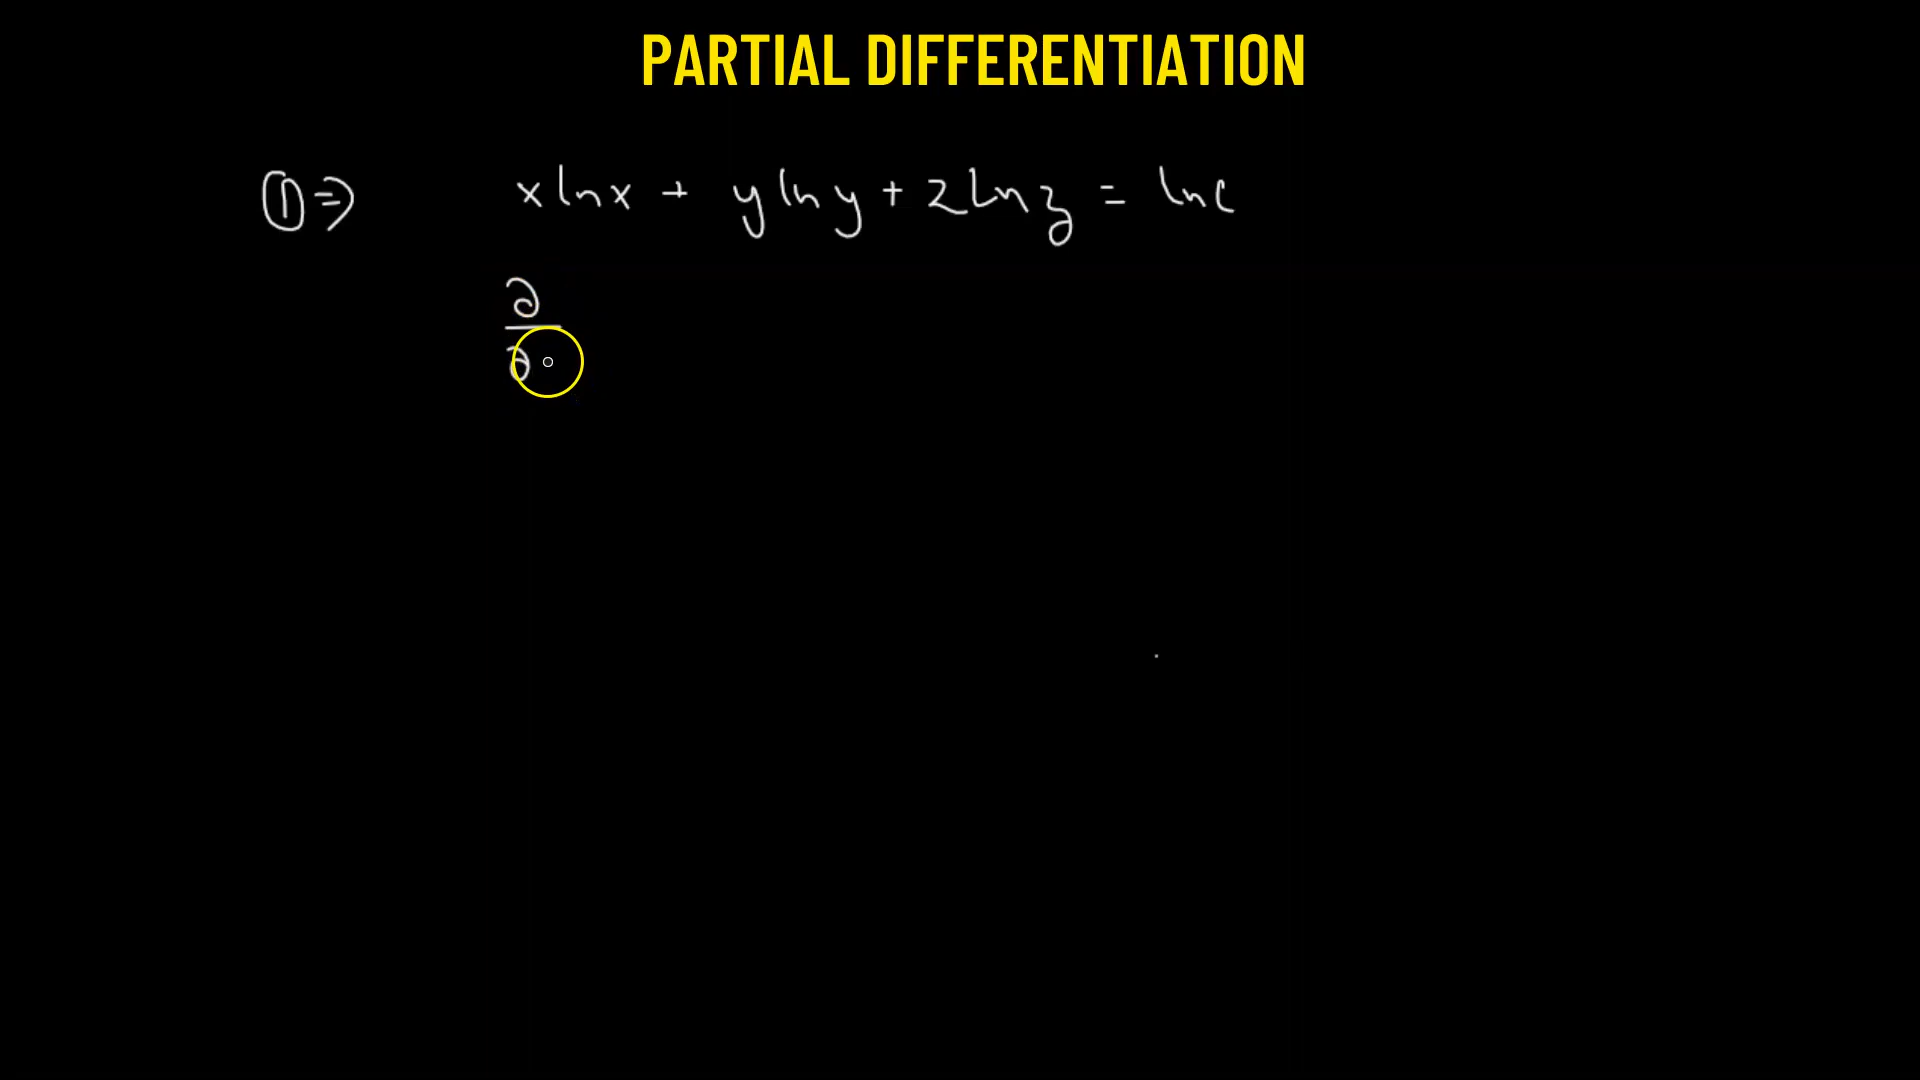 PARTIAL DIFFERENTIATION
① ⇒ x ln x + y ln y + z ln z = ln c
∂
∂